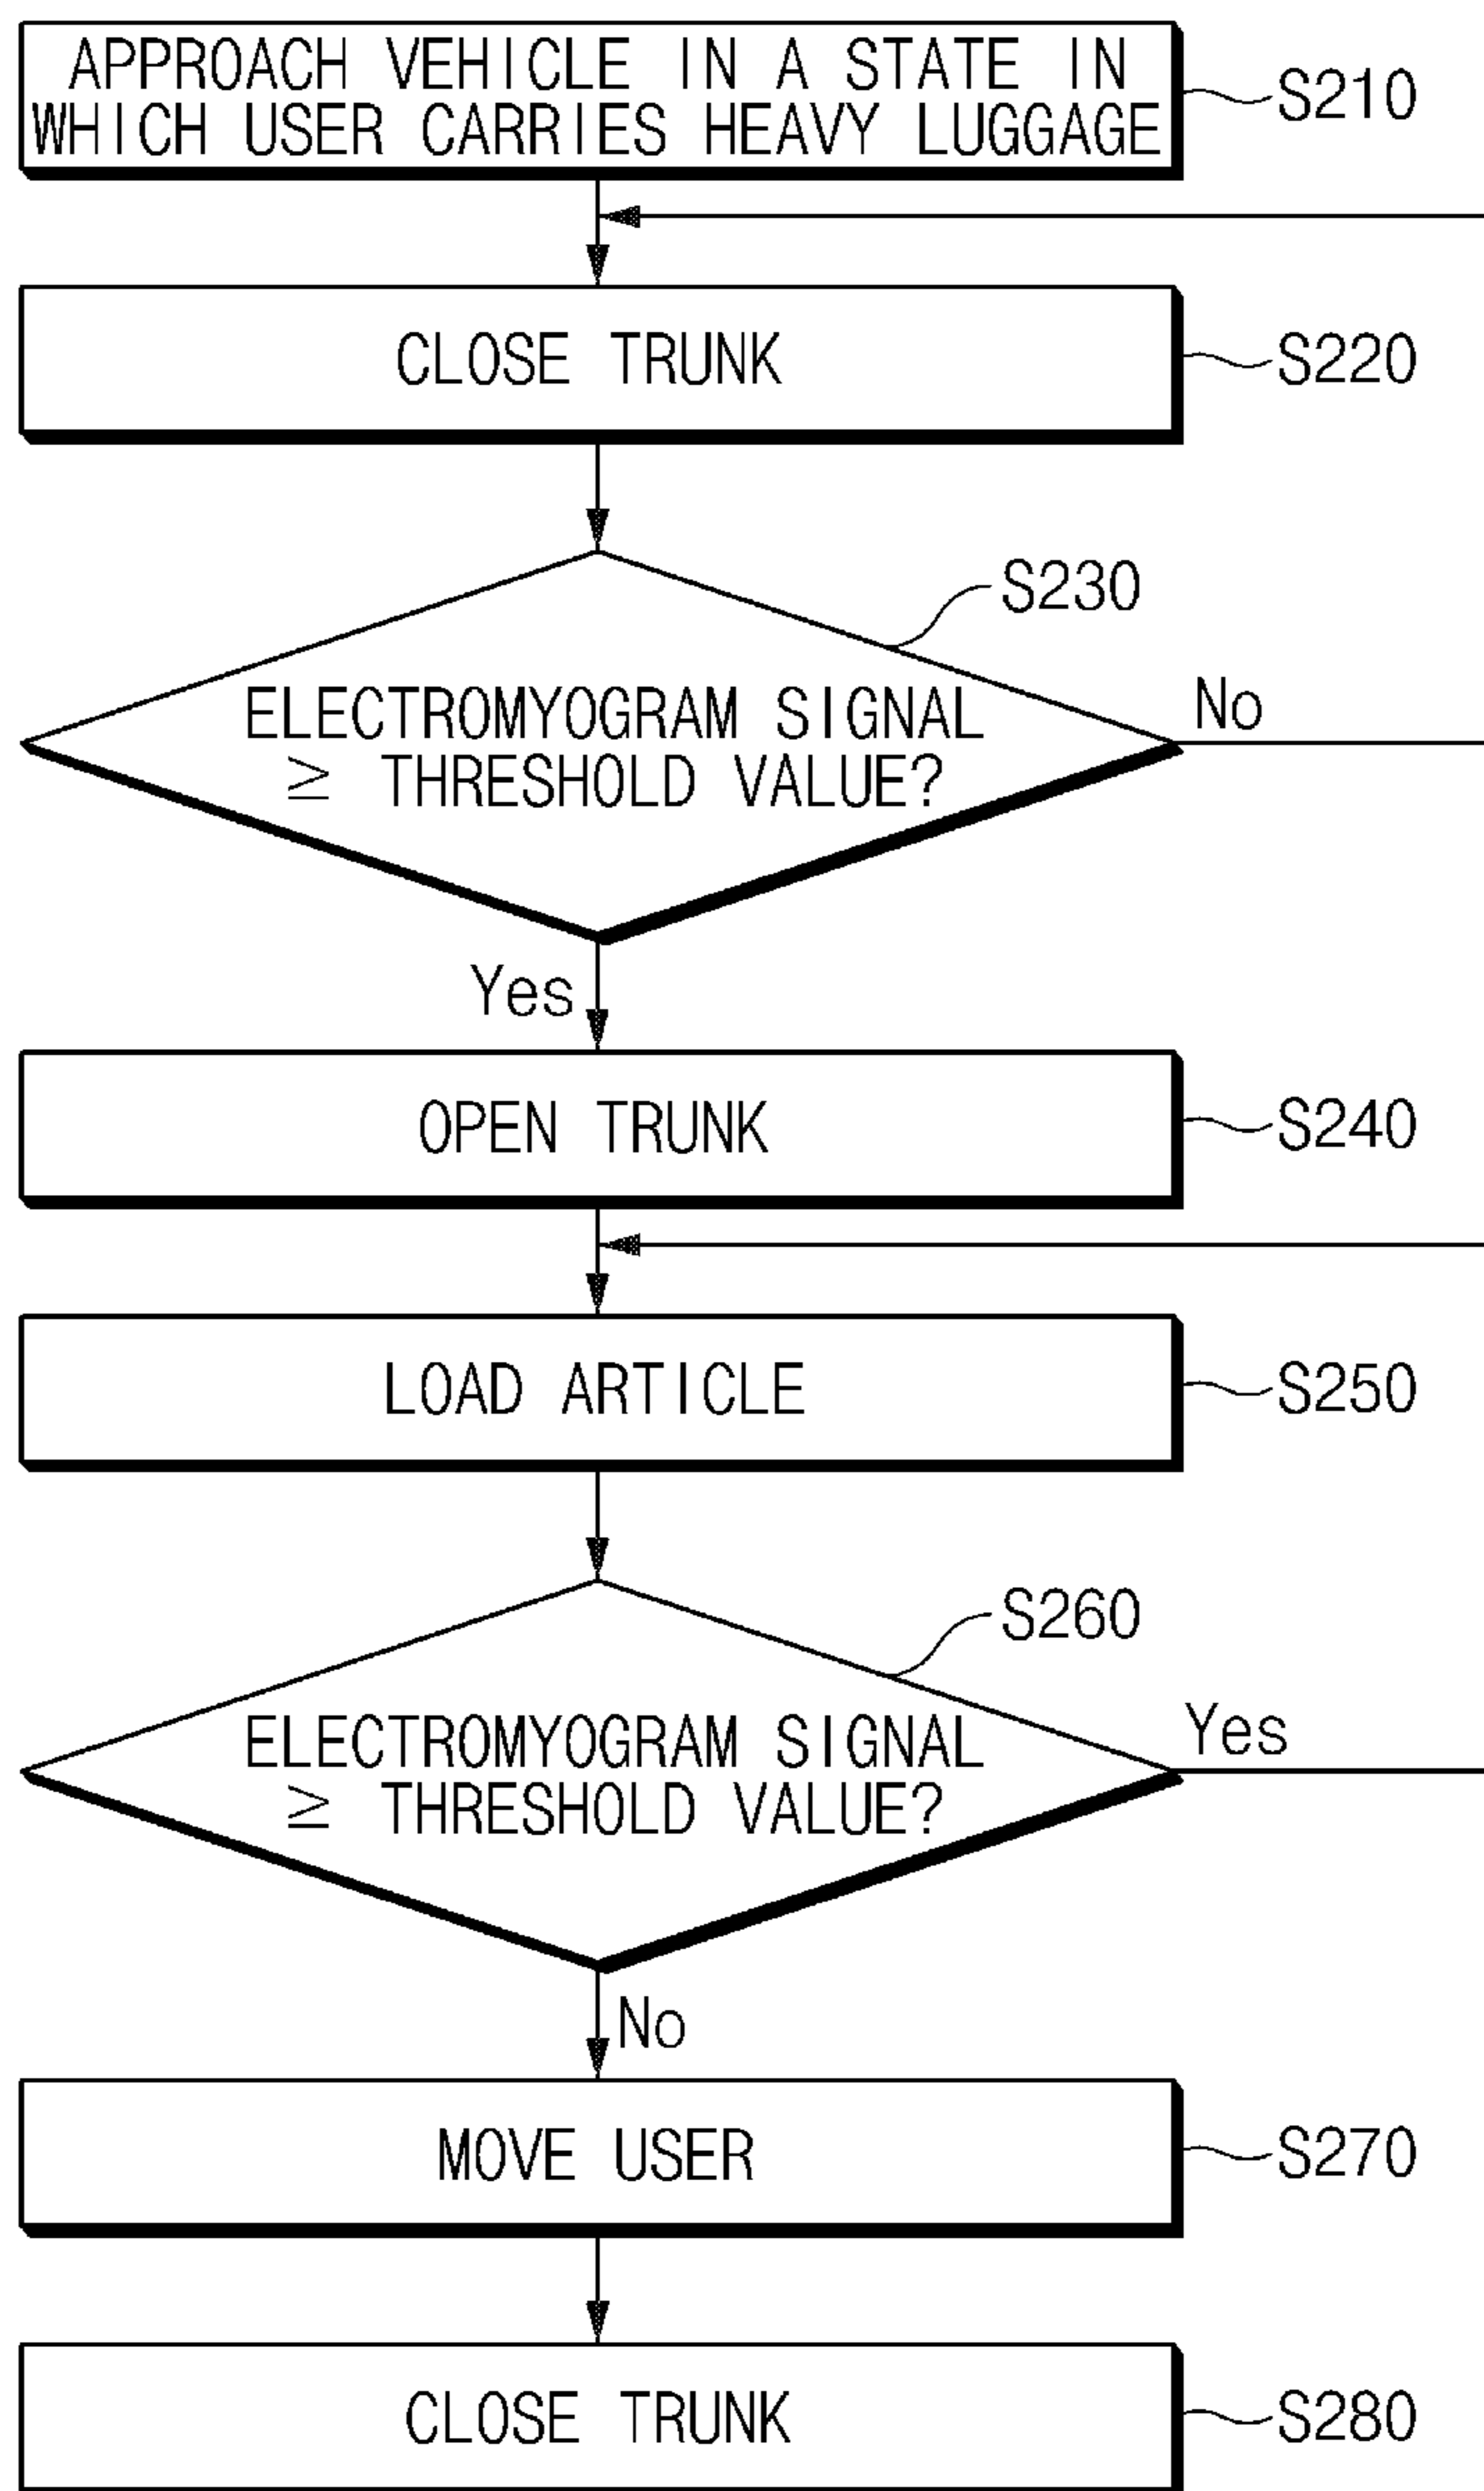 APPROACH VEHICLE IN A STATE IN
WHICH USER CARRIES HEAVY LUGGAGE
S210
CLOSE TRUNK
S220
S230
ELECTROMYOGRAM SIGNAL
≥ THRESHOLD VALUE?
No
Yes
OPEN TRUNK
S240
LOAD ARTICLE
S250
S260
ELECTROMYOGRAM SIGNAL
≥ THRESHOLD VALUE?
Yes
No
MOVE USER
S270
CLOSE TRUNK
S280